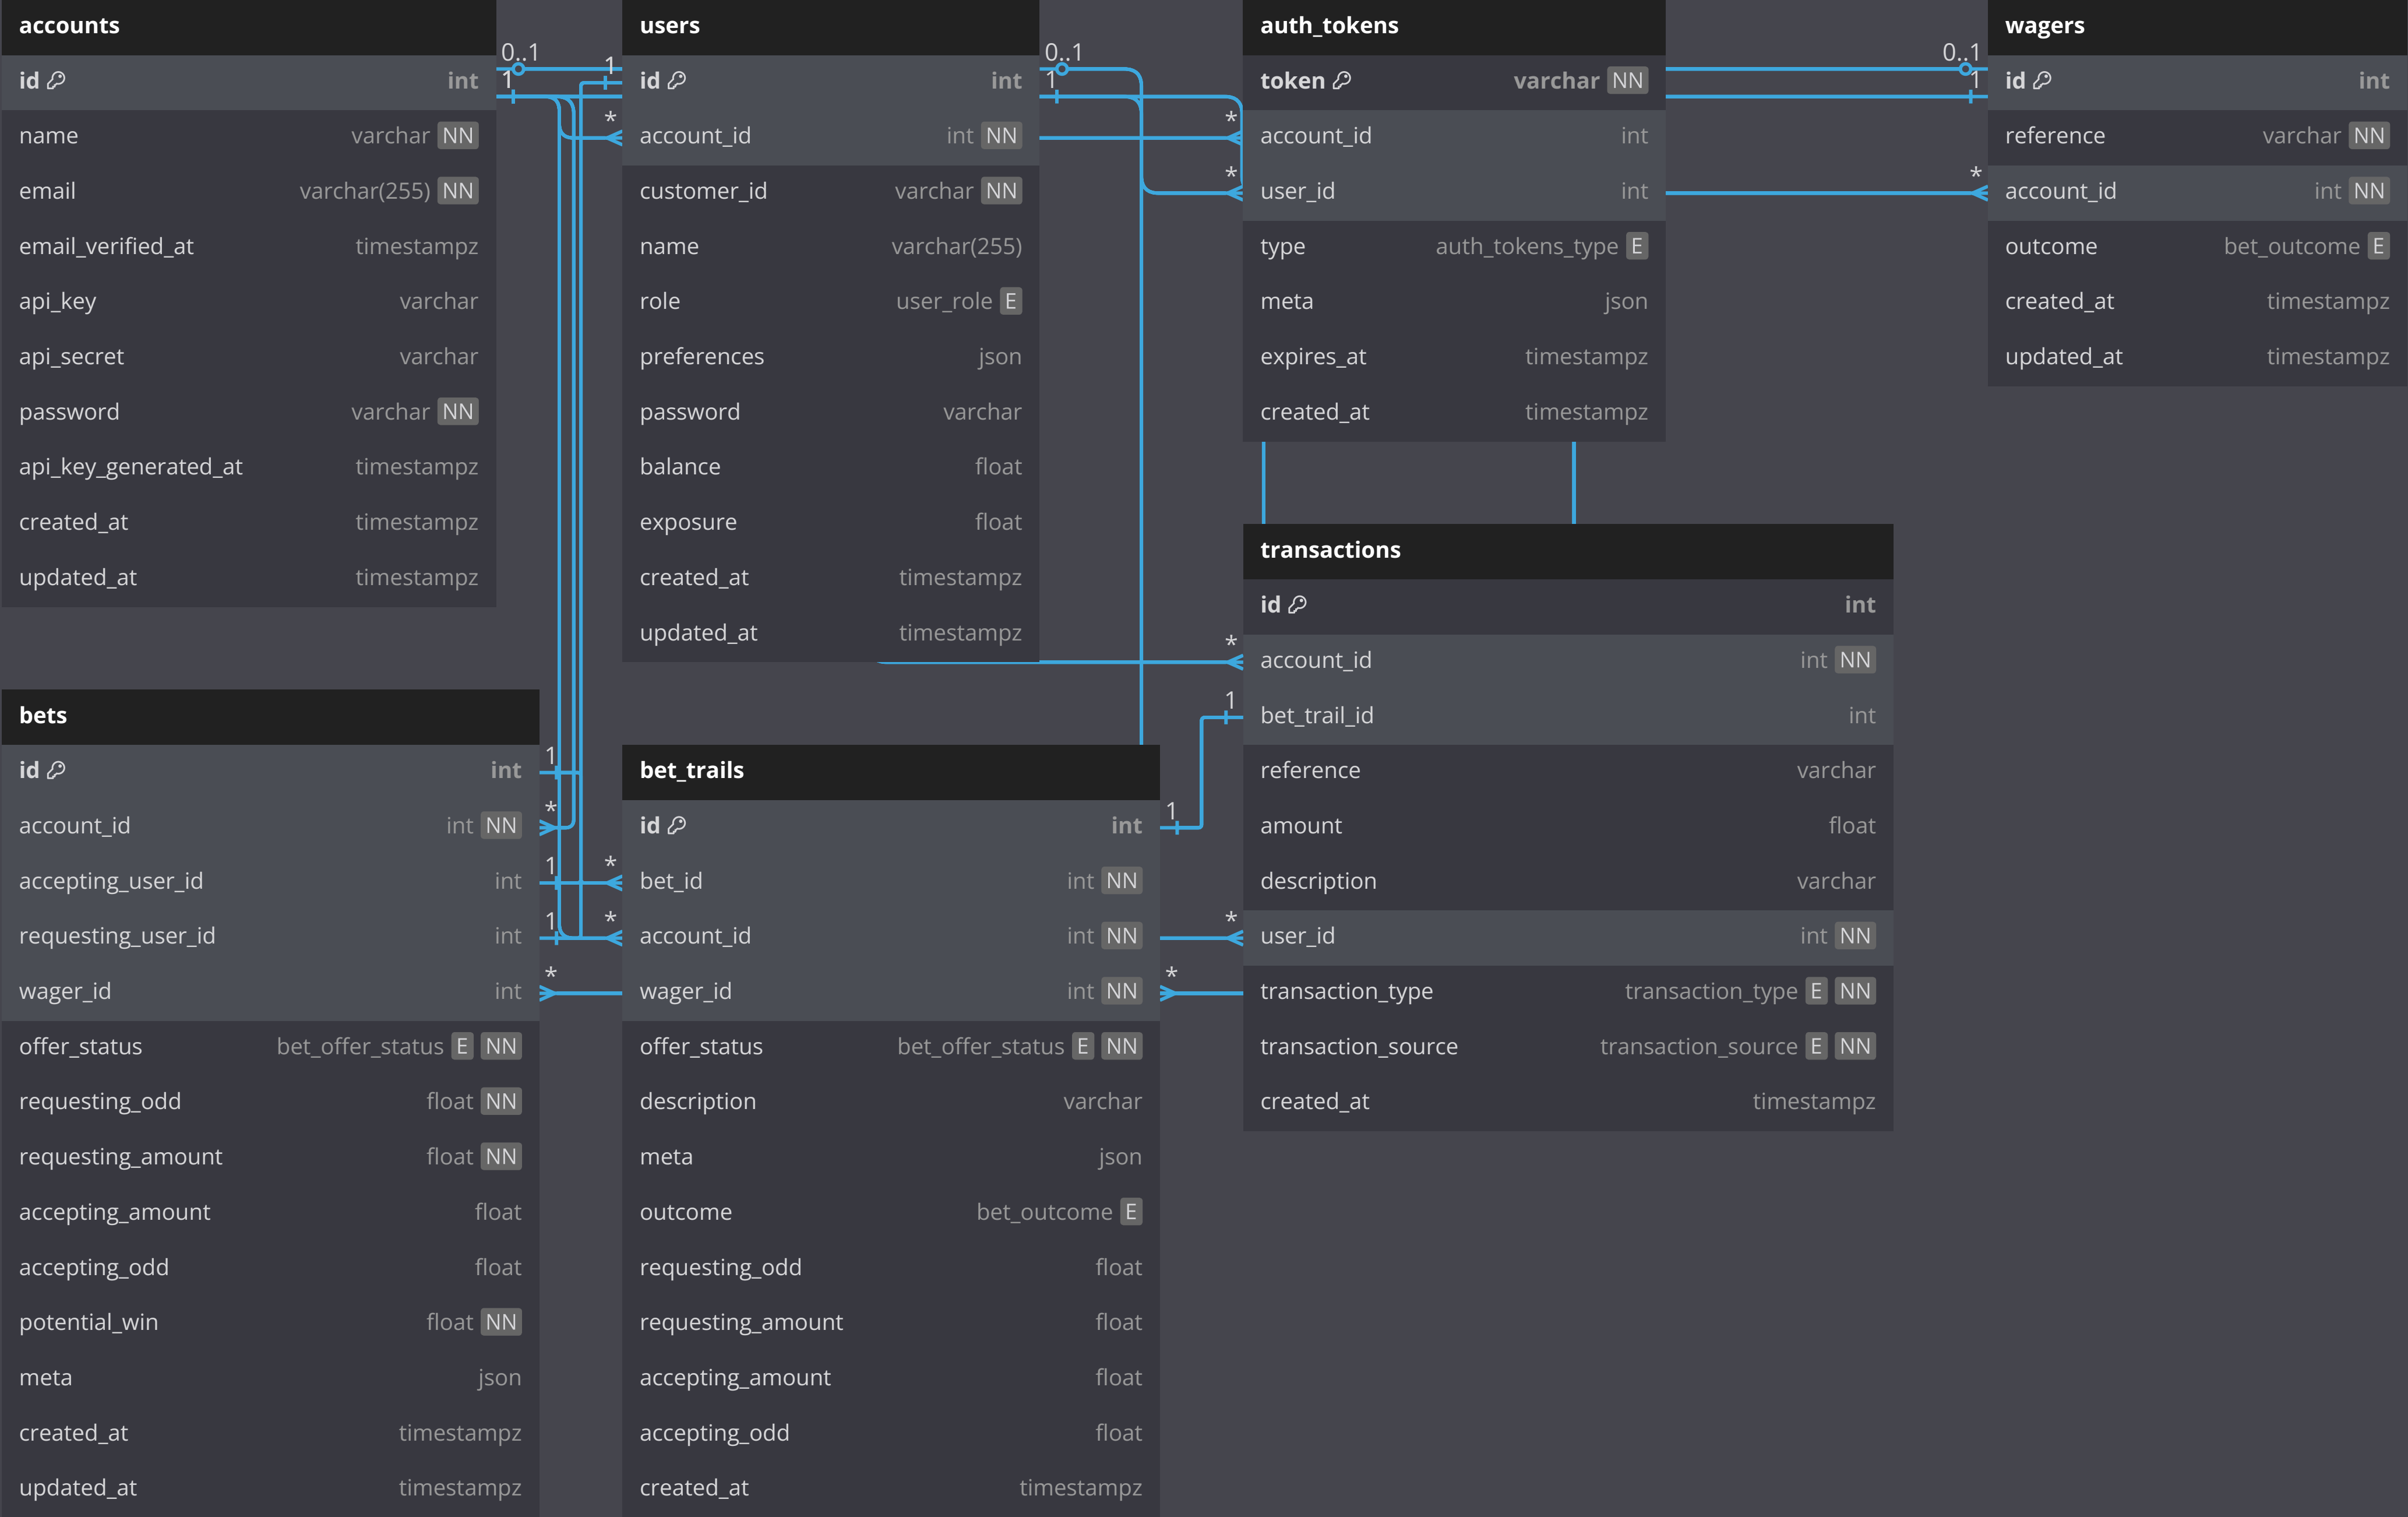 accounts
id int
name varchar NN
email varchar(255) NN
email_verified_at timestampz
api_key varchar
api_secret varchar
password varchar NN
api_key_generated_at timestampz
created_at timestampz
updated_at timestampz
0..1
1
1
*
users
id int
account_id int NN
customer_id varchar NN
name varchar(255)
role user_role E
preferences json
password varchar
balance float
exposure float
created_at timestampz
updated_at timestampz
0..1
1
*
*
auth_tokens
token varchar NN
account_id int
user_id int
type auth_tokens_type E
meta json
expires_at timestampz
created_at timestampz
0..1
1
*
wagers
id int
reference varchar NN
account_id int NN
outcome bet_outcome E
created_at timestampz
updated_at timestampz
bets
id int
account_id int NN
accepting_user_id int
requesting_user_id int
wager_id int
offer_status bet_offer_status E NN
requesting_odd float NN
requesting_amount float NN
accepting_amount float
accepting_odd float
potential_win float NN
meta json
created_at timestampz
updated_at timestampz
1
*
1 *
1 *
*
bet_trails
id int
bet_id int NN
account_id int NN
wager_id int NN
offer_status bet_offer_status E NN
description varchar
meta json
outcome bet_outcome E
requesting_odd float
requesting_amount float
accepting_amount float
accepting_odd float
created_at timestampz
*
1
1
*
*
transactions
id int
account_id int NN
bet_trail_id int
reference varchar
amount float
description varchar
user_id int NN
transaction_type transaction_type E NN
transaction_source transaction_source E NN
created_at timestampz